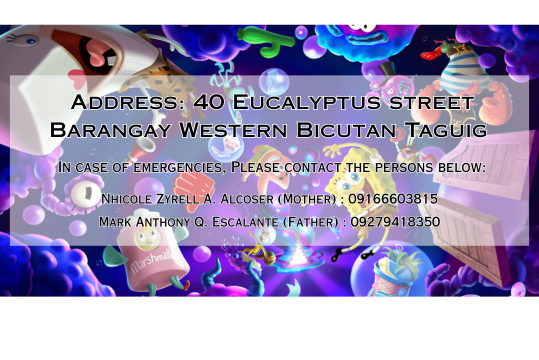 Address: 40 Eucalyptus street
Barangay Western Bicutan Taguig
In case of emergencies, Please contact the persons below:
Nhicole Zyrell A. Alcoser (Mother) : 09166603815
Mark Anthony Q. Escalante (Father) : 09279418350
Marshmall